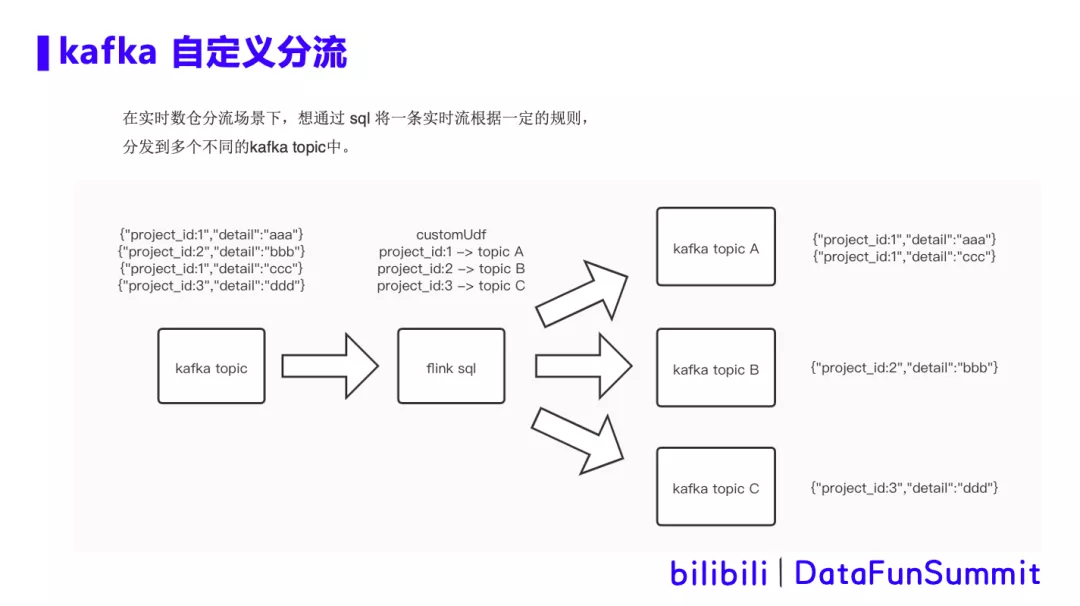 kafka 自定义分流
在实时数仓分流场景下，想通过 sql 将一条实时流根据一定的规则，
分发到多个不同的kafka topic中。
{"project_id:1","detail":"aaa"}
{"project_id:2","detail":"bbb"}
{"project_id:1","detail":"ccc"}
{"project_id:3","detail":"ddd"}
kafka topic
customUdf
project_id:1 -> topic A
project_id:2 -> topic B
project_id:3 -> topic C
flink sql
kafka topic A
{"project_id:1","detail":"aaa"}
{"project_id:1","detail":"ccc"}
kafka topic B
{"project_id:2","detail":"bbb"}
kafka topic C
{"project_id:3","detail":"ddd"}
bilibili | DataFunSummit